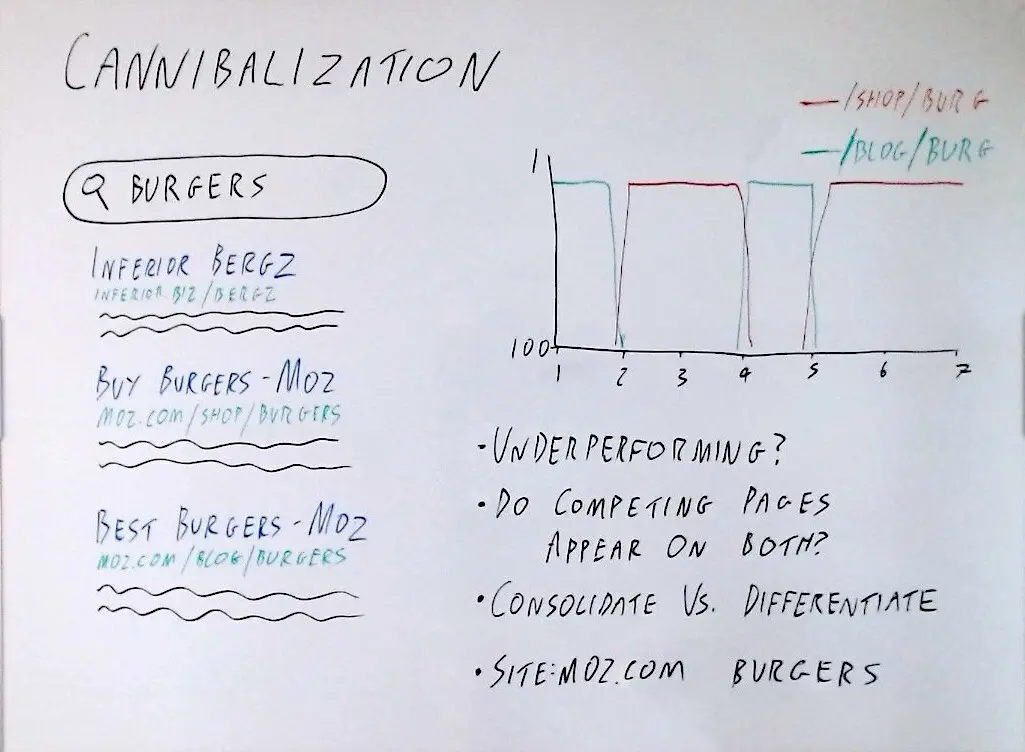 CANNIBALIZATION
BURGERS
INFERIOR BERGZ
INFERIOR.BIZ/BERGZ
BUY BURGERS - MOZ
MOZ.COM/SHOP/BURGERS
BEST BURGERS - MOZ
MOZ.COM/BLOG/BURGERS
/SHOP/BURG
/BLOG/BURG
1
100
1 2 3 4 5 6 7
· UNDERPERFORMING?
· DO COMPETING PAGES
APPEAR ON BOTH?
· CONSOLIDATE VS. DIFFERENTIATE
· SITE:MOZ.COM BURGERS